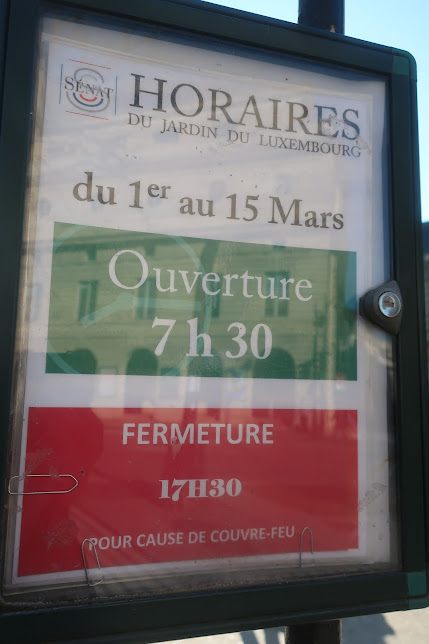 SÉNAT
HORAIRES
DU JARDIN DU LUXEMBOURG
du 1er au 15 Mars
Ouverture
7 h 30
FERMETURE
17H30
POUR CAUSE DE COUVRE-FEU